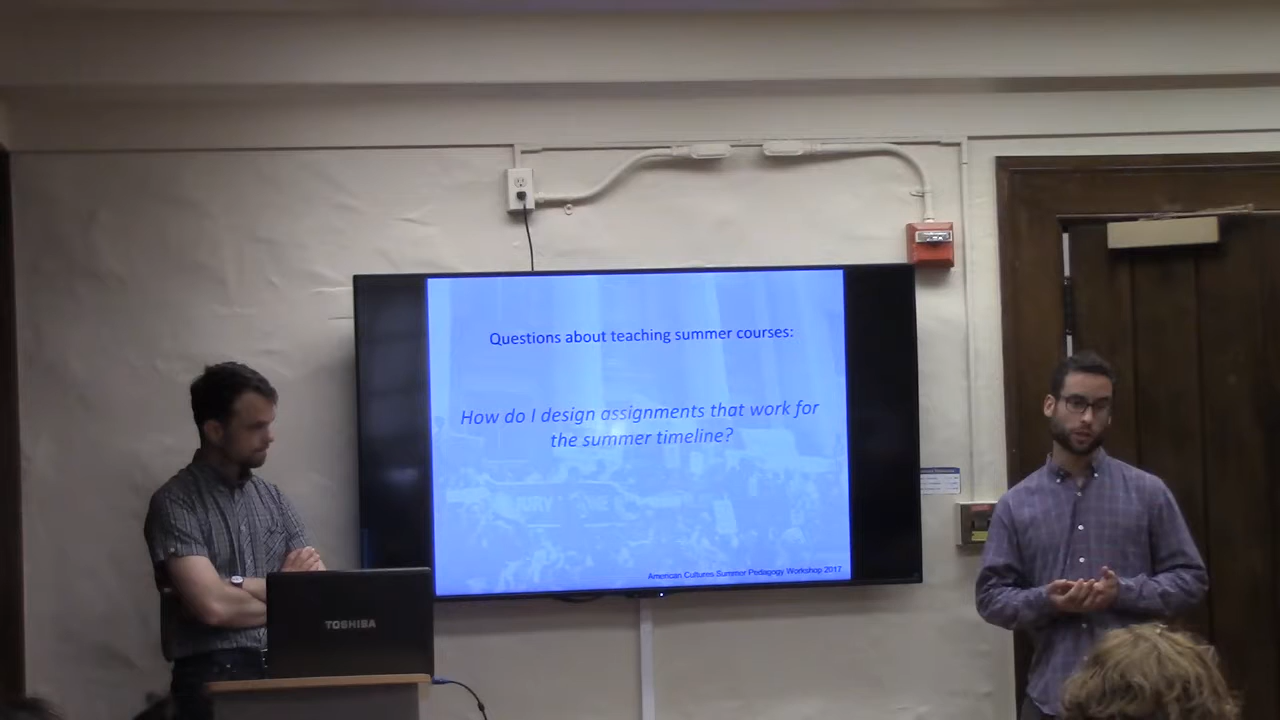 Questions about teaching summer courses:
How do I design assignments that work for
the summer timeline?
American Cultures Summer Pedagogy Workshop 2017
TOSHIBA